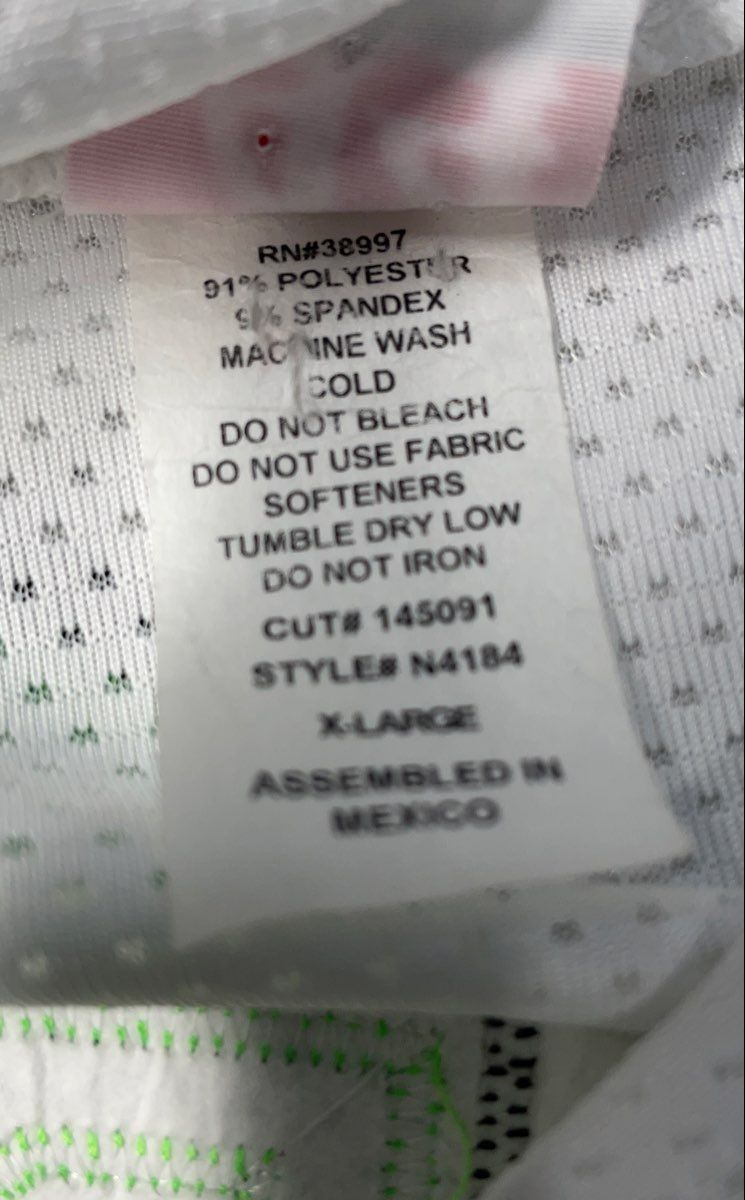 RN#38997
91% POLYESTER
9% SPANDEX
MACHINE WASH
COLD
DO NOT BLEACH
DO NOT USE FABRIC
SOFTENERS
TUMBLE DRY LOW
DO NOT IRON
CUT# 145091
STYLE# N4184
X-LARGE
ASSEMBLED IN
MEXICO